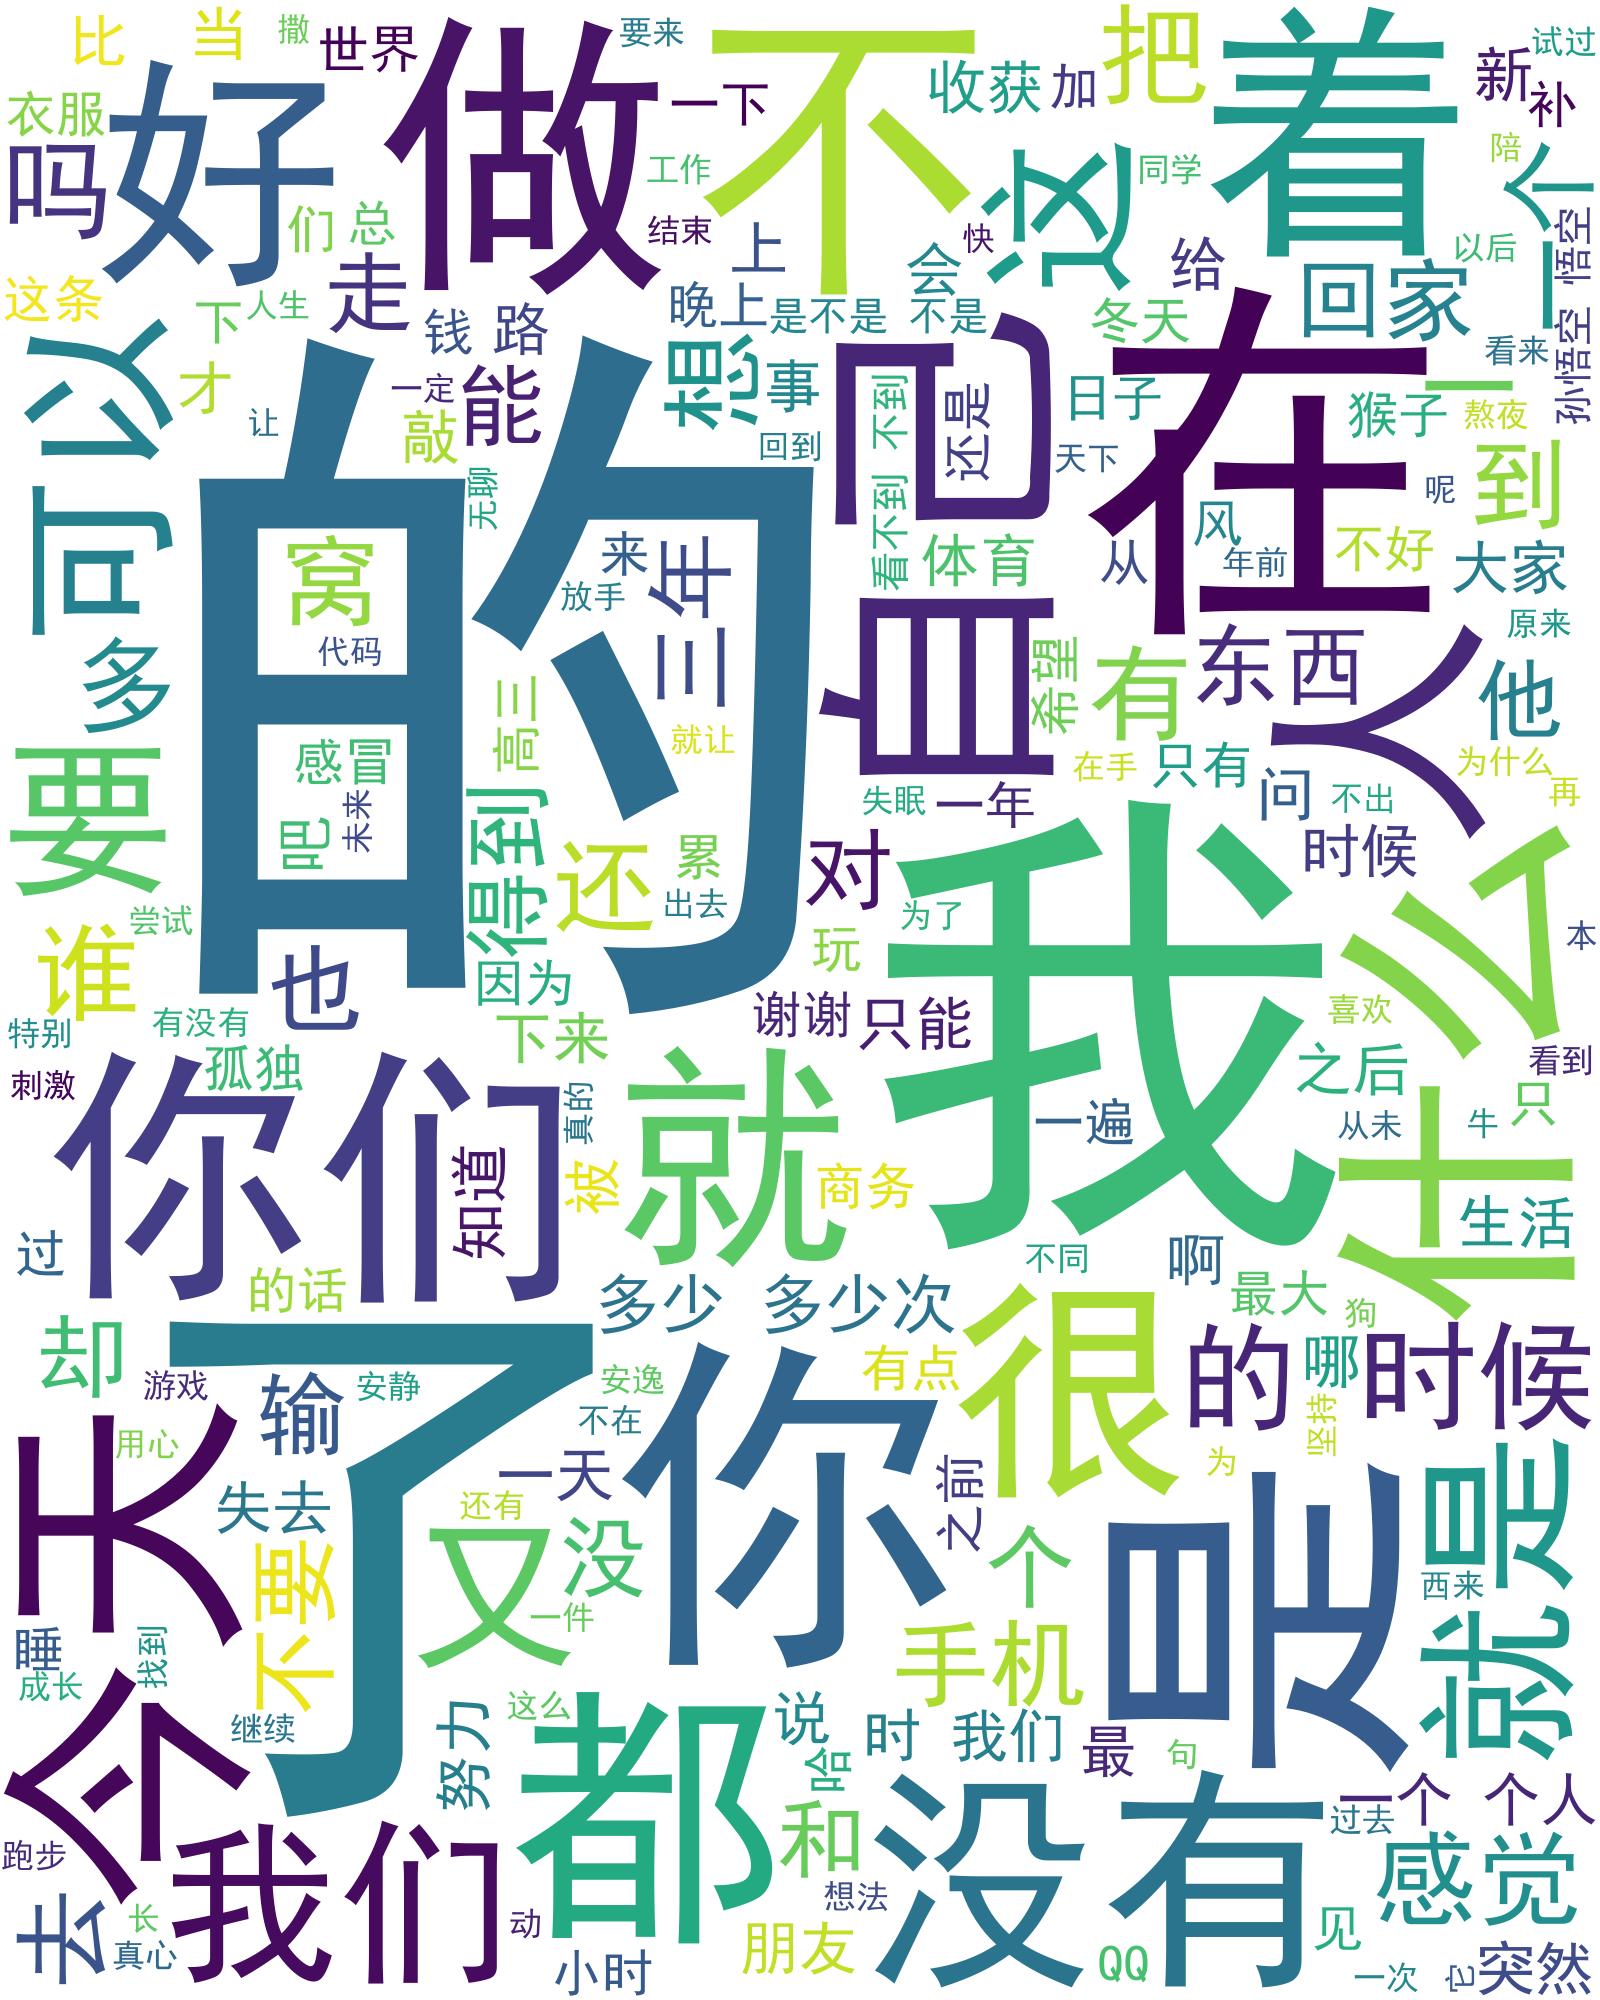 比
当
撒
世界
要来
做
不
把
着
试过
新
补
衣服
好
一下
收获
加
吗
工作
这
同学
陪
一个
们
总
结束
上
快
会
给
以后
孙悟空 悟空
这条
下
人生
走
钱
路
晚上
是不是
不是
冬天
回家
看来
可以
才
让
一定
能
敲
想
事
自己
还是
日子
在
一
猴子
熬夜
的
回到
看不到 不到
天下
呢
到
无聊
窝
来
三年
放手
体育
从
风
年前
不好
大家
代码
多
高三
希望
有
东西
人
原来
他
要
感冒
就让
在手
只有
为什么
吧
未来
得到
失眠
一年
问
不出
再
时候
还
累
对
我
什么
谁
尝试
出去
为了
玩
本
也
因为
特别
有没有
下来
谢谢
只能
喜欢
孤独
之后
看到
刺激
你们
真的
就
一遍
从未
牛
只
知道
被
商务
过
生活
不同
啊
的话
多少
多少次
很
最大
狗
却
了
有点
的
哪
时候
游戏
输
安静
安逸
你
不在
坚持
今天
用心
一天
之前
为
是
就是
失去
还有
又
没
不要
个
西来
一件
睡
找到
手机
成长
努力
这么
都
说
时
我们
最
句
继续
哈
没有
一个
个人
跑步
我们
和
过去
感觉
去
长
动
想法
朋友
见
真心
小时
QQ
一次
它
突然